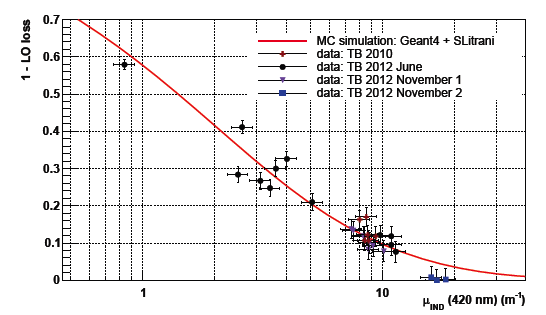 1 - LO loss
0.7
0.6
0.5
0.4
0.3
0.2
0.1
0
MC simulation: Geant4 + SLitrani
data: TB 2010
data: TB 2012 June
data: TB 2012 November 1
data: TB 2012 November 2
1
10
μIND (420 nm) (m⁻¹)